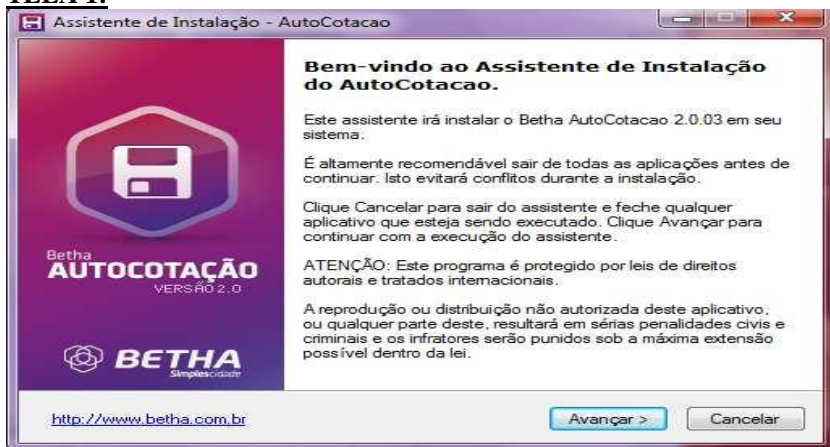 TELA 1:
Assistente de Instalação - AutoCotacao
Bem-vindo ao Assistente de Instalação
do AutoCotacao.
Este assistente irá instalar o Betha AutoCotacao 2.0.03 em seu
sistema.
É altamente recomendável sair de todas as aplicações antes de
continuar. Isto evitará conflitos durante a instalação.
Clique Cancelar para sair do assistente e feche qualquer
aplicativo que esteja sendo executado. Clique Avançar para
continuar com a execução do assistente.
ATENÇÃO: Este programa é protegido por leis de direitos
autorais e tratados internacionais.
A reprodução ou distribuição não autorizada deste aplicativo,
ou qualquer parte deste, resultará em sérias penalidades civis e
criminais e os infratores serão punidos sob a máxima extensão
possível dentro da lei.
Betha
AUTOCOTAÇÃO
VERSÃO 2.0
BETHA
Simplescidade
http://www.betha.com.br
Avançar >
Cancelar